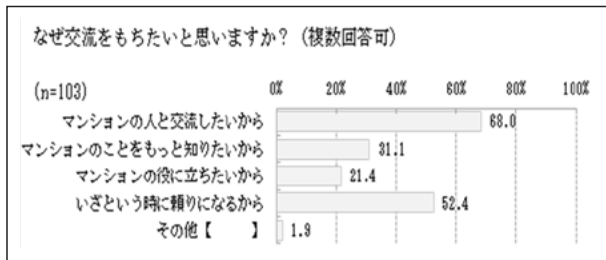 なぜ交流をもちたいと思いますか？（複数回答可）
(n=103) 0% 20% 40% 60% 80% 100%
マンションの人と交流したいから 68.0
マンションのことをもっと知りたいから 31.1
マンションの役に立ちたいから 21.4
いざという時に頼りになるから 52.4
その他【　　　】 1.9